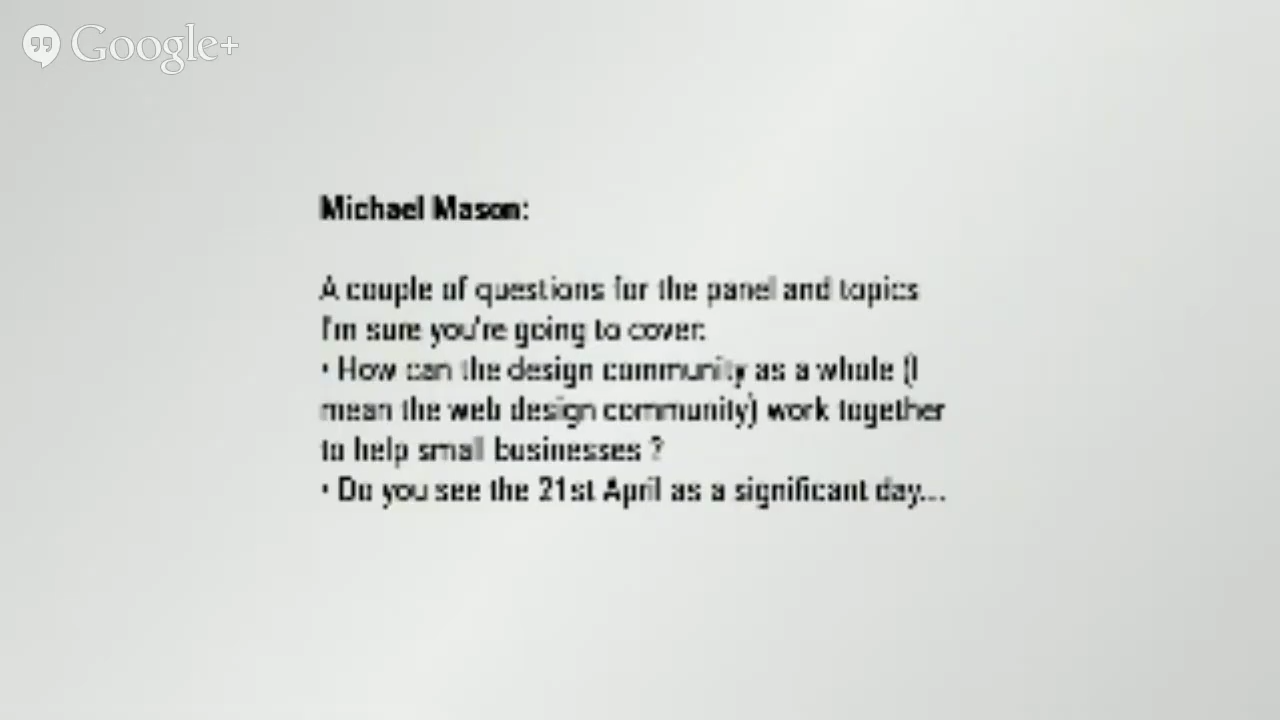 Google+
Michael Mason:
A couple of questions for the panel and topics
I'm sure you're going to cover:
• How can the design community as a whole (I
mean the web design community) work together
to help small businesses ?
• Do you see the 21st April as a significant day...